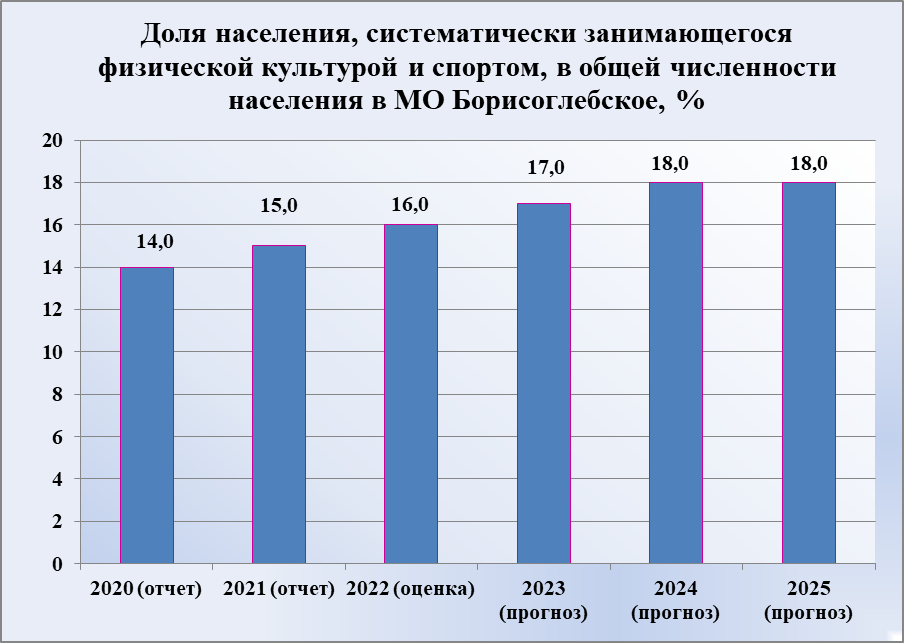 Доля населения, систематически занимающегося
физической культурой и спортом, в общей численности
населения в МО Борисоглебское, %
20
18
16
14
12
10
8
6
4
2
0
14,0
15,0
16,0
17,0
18,0
18,0
2020 (отчет)
2021 (отчет)
2022 (оценка)
2023
(прогноз)
2024
(прогноз)
2025
(прогноз)